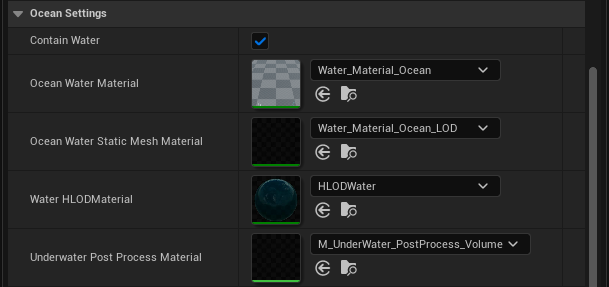 Ocean Settings
Contain Water
Ocean Water Material
Water_Material_Ocean
Ocean Water Static Mesh Material
Water_Material_Ocean_LOD
Water HLODMaterial
HLODWater
Underwater Post Process Material
M_UnderWater_PostProcess_Volume